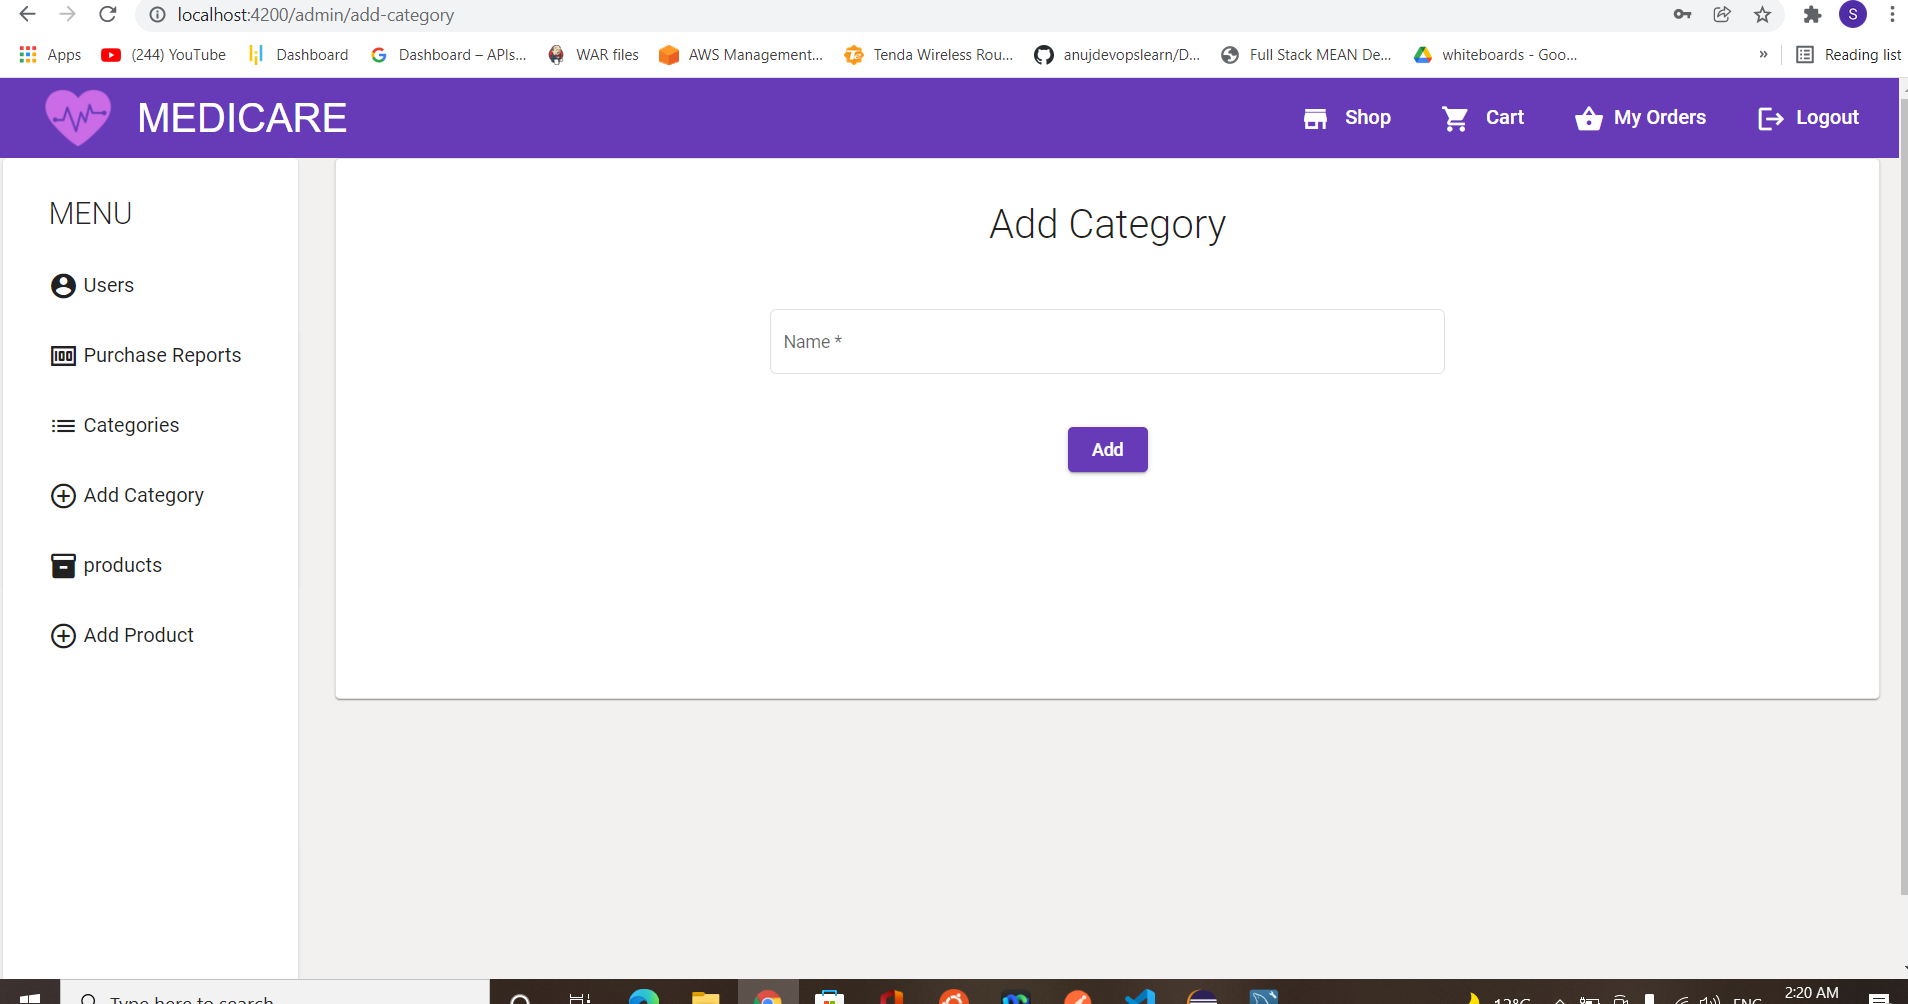 localhost:4200/admin/add-category
S
Apps
(244) YouTube
Dashboard
Dashboard – APIs...
WAR files
AWS Management...
Tenda Wireless Rou...
anujdevopslearn/D...
Full Stack MEAN De...
whiteboards - Goo...
»
Reading list
MEDICARE
Shop
Cart
My Orders
Logout
MENU
Users
Purchase Reports
Categories
Add Category
products
Add Product
Add Category
Name *
Add
Type here to search
12°C
ENG
2:20 AM